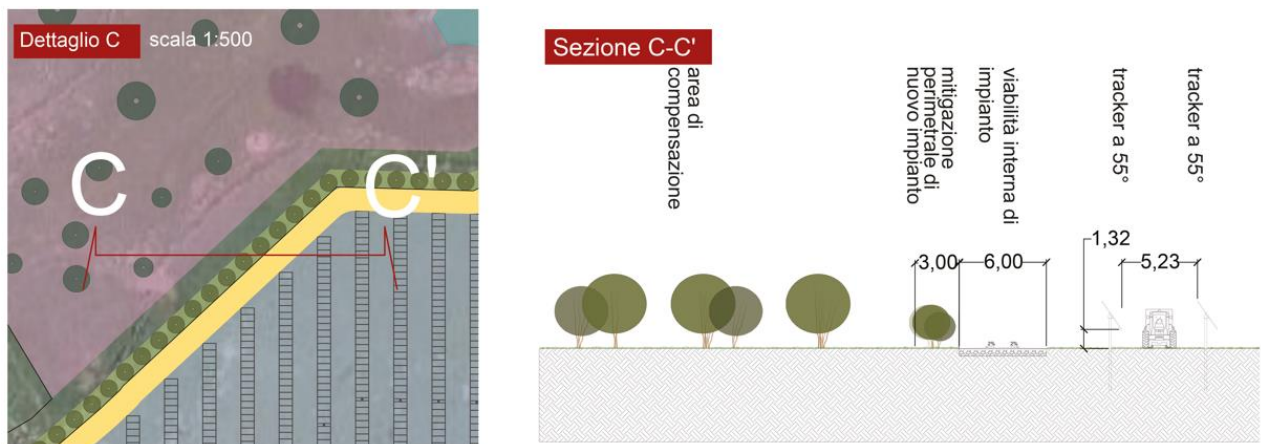 Dettaglio C scala 1:500
C
C'
Sezione C-C'
area di
compensazione
mitigazione
perimetrale di
nuovo impianto
viabilità interna di
impianto
tracker a 55°
tracker a 55°
3,00
6,00
1,32
5,23